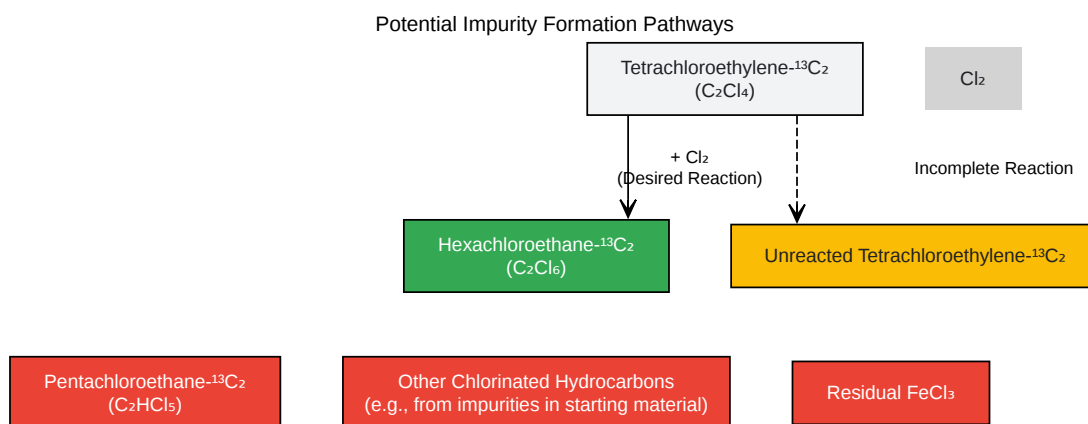 Potential Impurity Formation Pathways
Tetrachloroethylene-¹³C₂
(C₂Cl₄)
Cl₂
+ Cl₂
(Desired Reaction)
Incomplete Reaction
Hexachloroethane-¹³C₂
(C₂Cl₆)
Unreacted Tetrachloroethylene-¹³C₂
Pentachloroethane-¹³C₂
(C₂HCl₅)
Other Chlorinated Hydrocarbons
(e.g., from impurities in starting material)
Residual FeCl₃